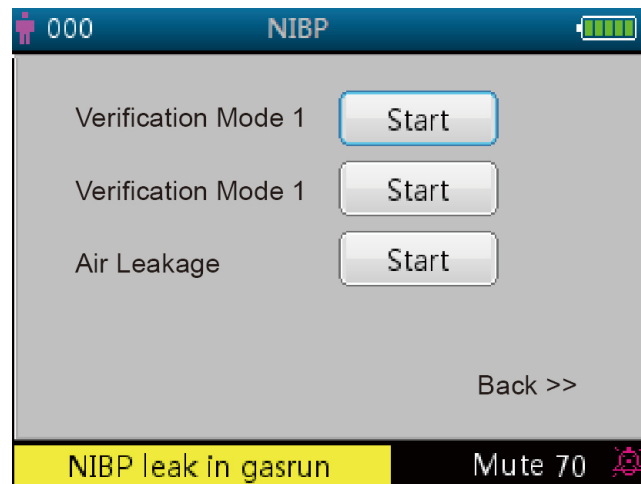 000 NIBP
Verification Mode 1 Start
Verification Mode 1 Start
Air Leakage Start
Back >>
NIBP leak in gasrun Mute 70